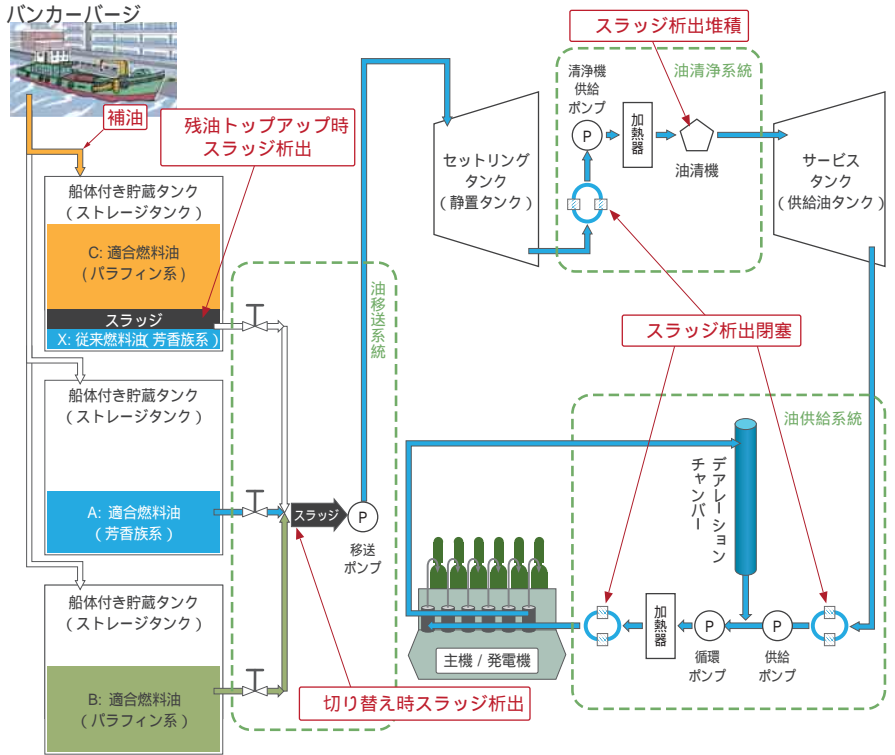 バンカーバージ
補油
残油トップアップ時
スラッジ析出
船体付き貯蔵タンク
(ストレージタンク)
C: 適合燃料油
(パラフィン系)
スラッジ
X: 従来燃料油(芳香族系)
船体付き貯蔵タンク
(ストレージタンク)
A: 適合燃料油
(芳香族系)
船体付き貯蔵タンク
(ストレージタンク)
B: 適合燃料油
(パラフィン系)
油移送系統
スラッジ
P
移送
ポンプ
切り替え時スラッジ析出
セットリング
タンク
(静置タンク)
スラッジ析出堆積
油清浄系統
清浄機
供給
ポンプ
P
加熱器
油清機
サービス
タンク
(供給油タンク)
スラッジ析出閉塞
油供給系統
デアレーション
チャンバー
主機 / 発電機
加熱器
P
循環
ポンプ
P
供給
ポンプ